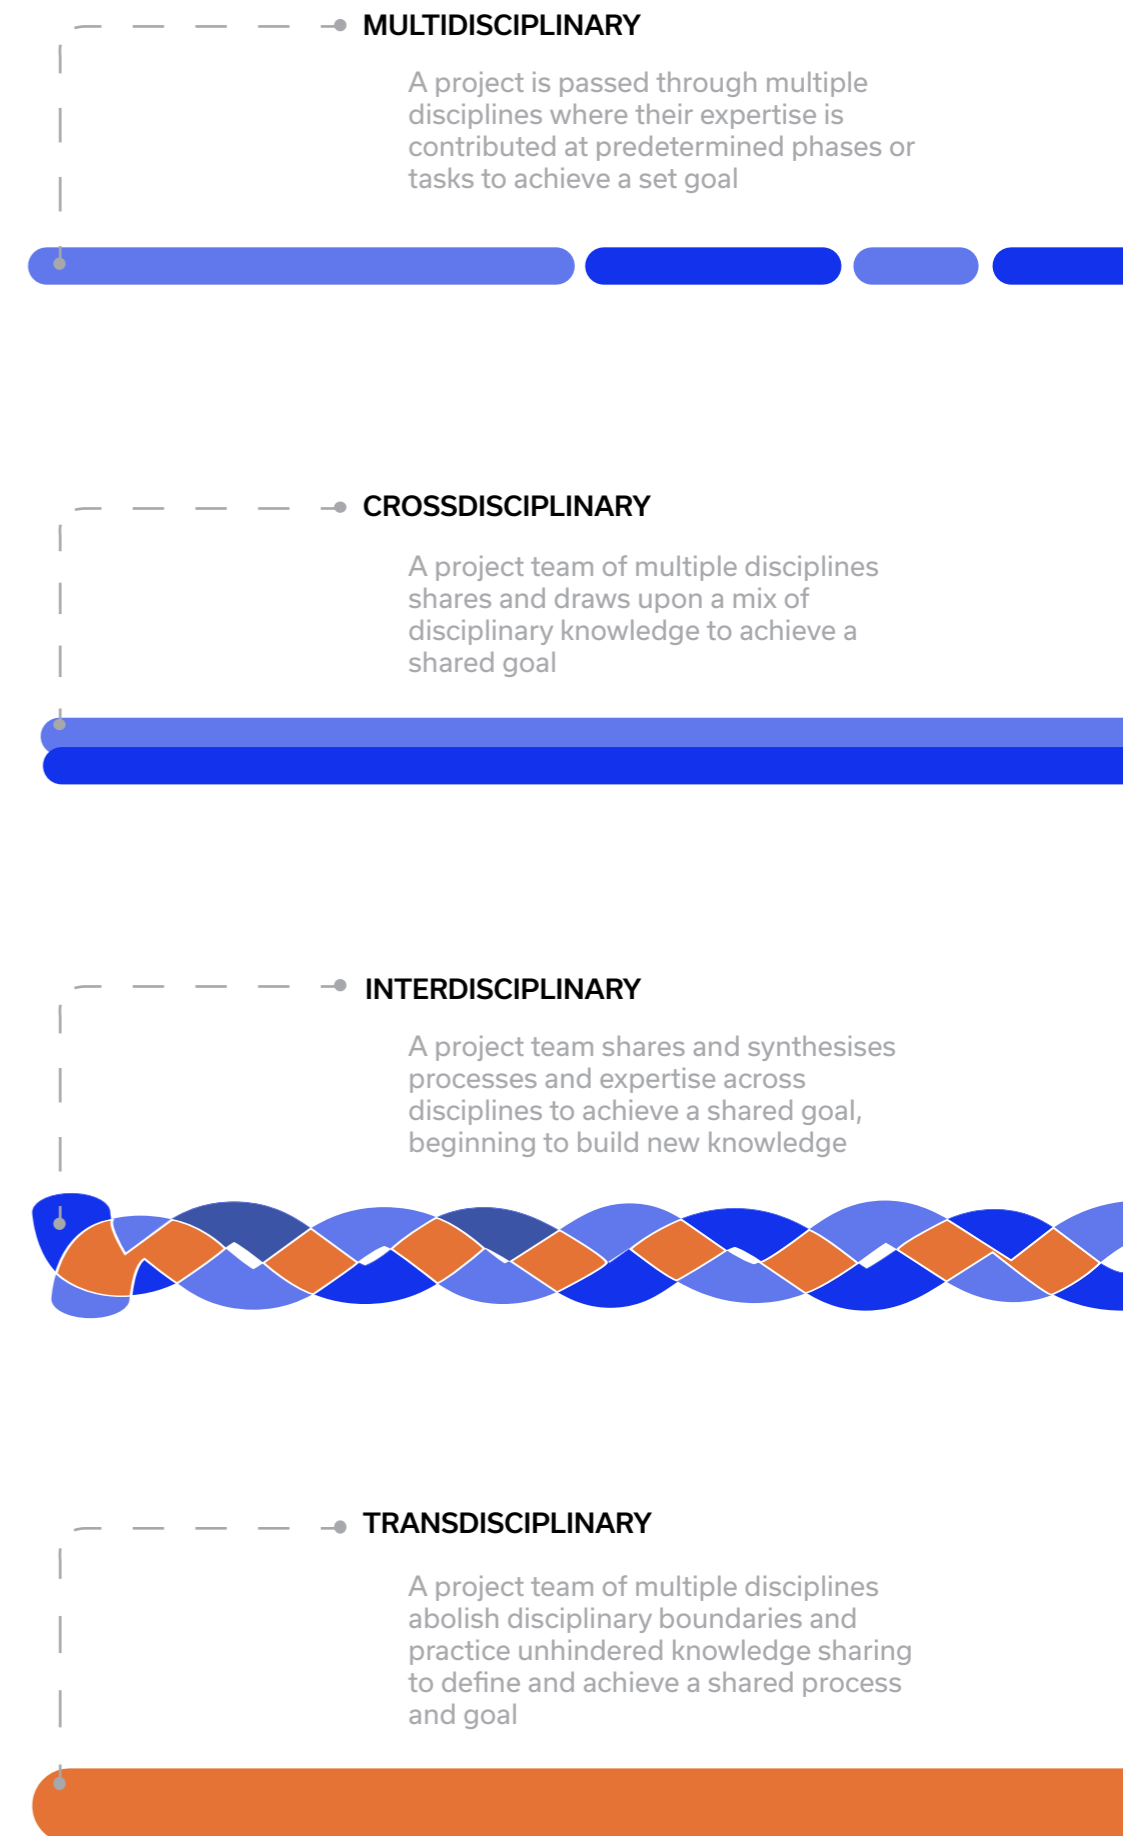 MULTIDISCIPLINARY
A project is passed through multiple
disciplines where their expertise is
contributed at predetermined phases or
tasks to achieve a set goal
CROSSDISCIPLINARY
A project team of multiple disciplines
shares and draws upon a mix of
disciplinary knowledge to achieve a
shared goal
INTERDISCIPLINARY
A project team shares and synthesises
processes and expertise across
disciplines to achieve a shared goal,
beginning to build new knowledge
TRANSDISCIPLINARY
A project team of multiple disciplines
abolish disciplinary boundaries and
practice unhindered knowledge sharing
to define and achieve a shared process
and goal